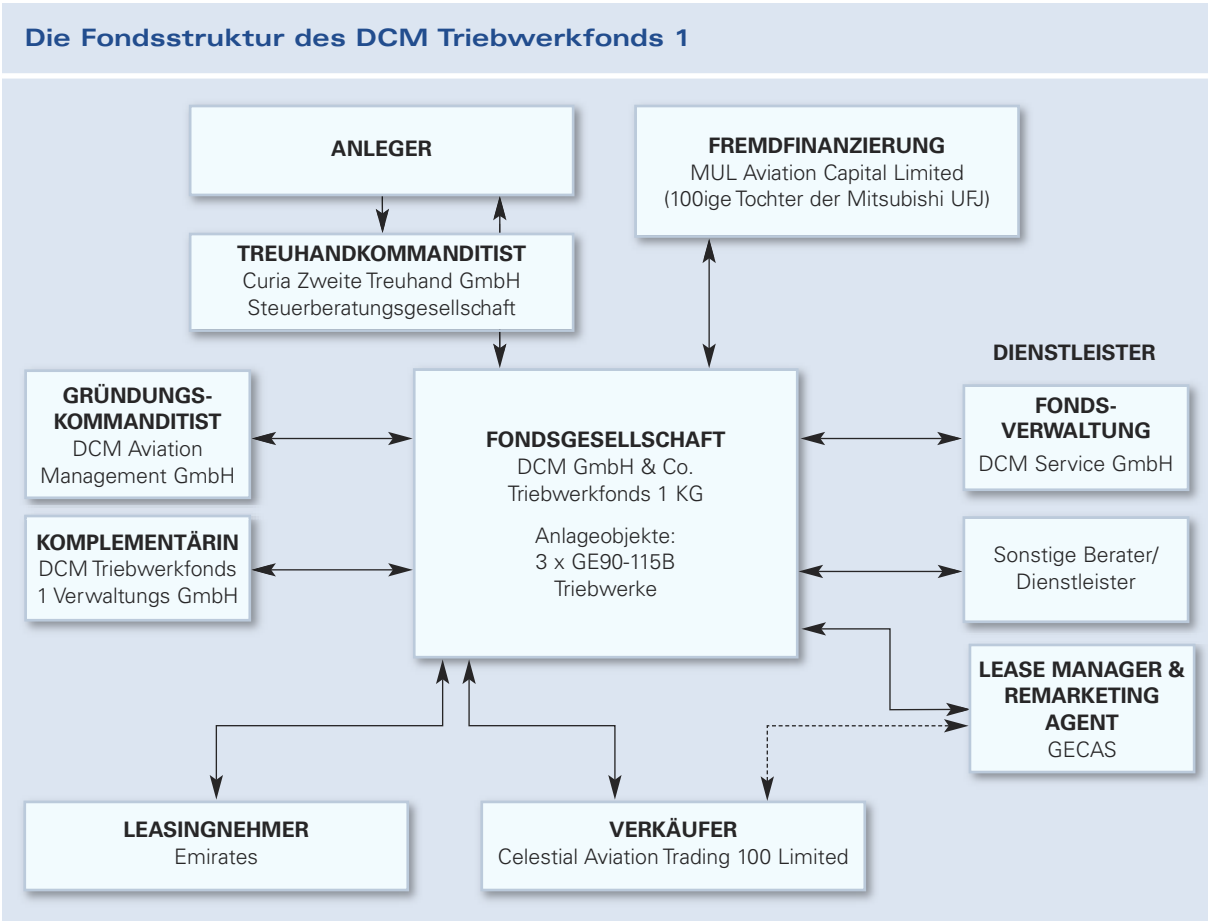 Die Fondsstruktur des DCM Triebwerkfonds 1
ANLEGER
FREMDFINANZIERUNG
MUL Aviation Capital Limited
(100ige Tochter der Mitsubishi UFJ)
TREUHANDKOMMANDITIST
Curia Zweite Treuhand GmbH
Steuerberatungsgesellschaft
DIENSTLEISTER
GRÜNDUNGS-
KOMMANDITIST
DCM Aviation
Management GmbH
FONDSGESELLSCHAFT
DCM GmbH & Co.
Triebwerkfonds 1 KG
Anlageobjekte:
3 x GE90-115B
Triebwerke
FONDS-
VERWALTUNG
DCM Service GmbH
KOMPLEMENTÄRIN
DCM Triebwerkfonds
1 Verwaltungs GmbH
Sonstige Berater/
Dienstleister
LEASE MANAGER &
REMARKETING
AGENT
GECAS
LEASINGNEHMER
Emirates
VERKÄUFER
Celestial Aviation Trading 100 Limited